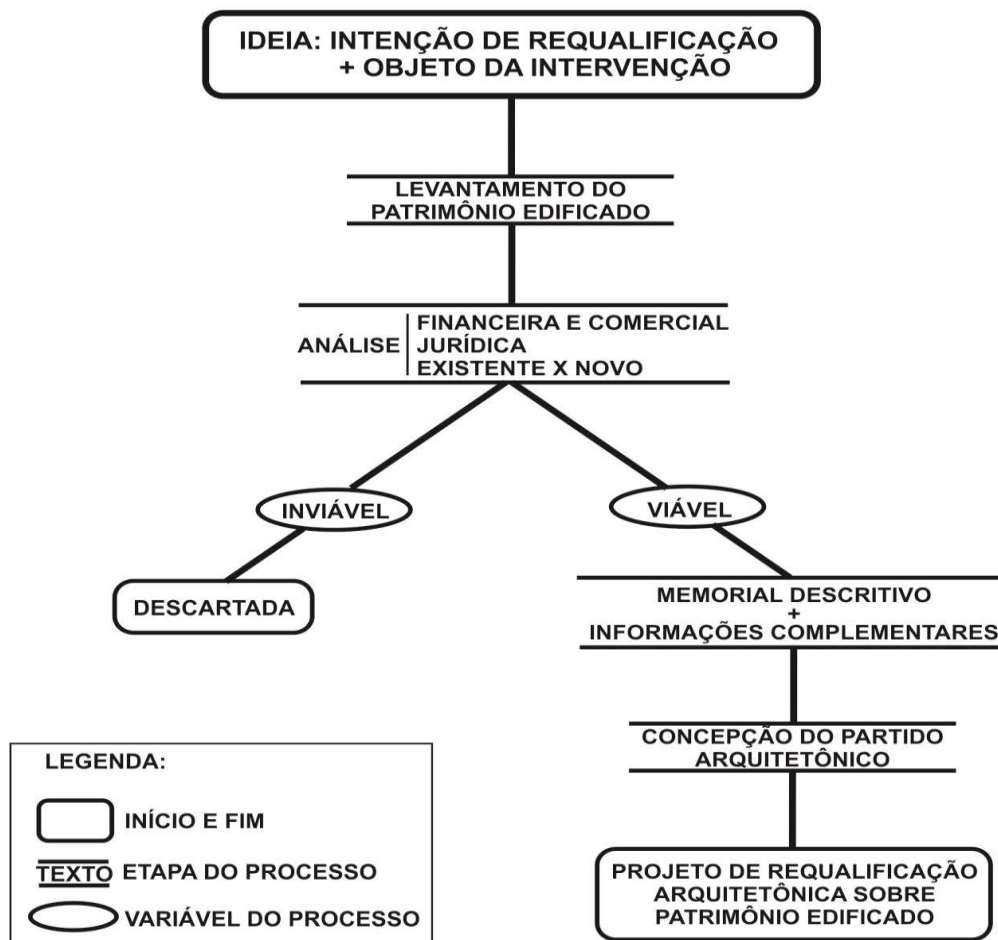 IDEIA: INTENÇÃO DE REQUALIFICAÇÃO
+ OBJETO DA INTERVENÇÃO
LEVANTAMENTO DO
PATRIMÔNIO EDIFICADO
ANÁLISE
FINANCEIRA E COMERCIAL
JURÍDICA
EXISTENTE X NOVO
INVIÁVEL
VIÁVEL
DESCARTADA
MEMORIAL DESCRITIVO
+
INFORMAÇÕES COMPLEMENTARES
CONCEPÇÃO DO PARTIDO
ARQUITETÔNICO
PROJETO DE REQUALIFICAÇÃO
ARQUITETÔNICA SOBRE
PATRIMÔNIO EDIFICADO
LEGENDA:
INÍCIO E FIM
TEXTO ETAPA DO PROCESSO
VARIÁVEL DO PROCESSO